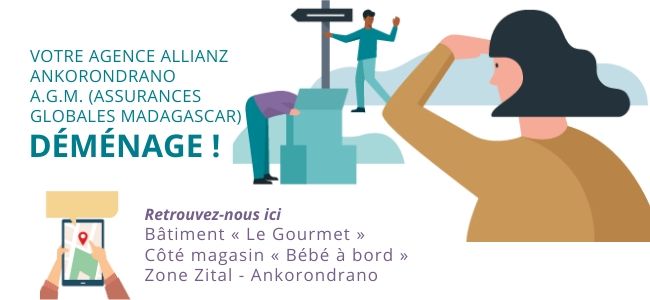 VOTRE AGENCE ALLIANZ
ANKORONDRANO
A.G.M. (ASSURANCES
GLOBALES MADAGASCAR)
DÉMÉNAGE !
Retrouvez-nous ici
Bâtiment « Le Gourmet »
Côté magasin « Bébé à bord »
Zone Zital - Ankorondrano